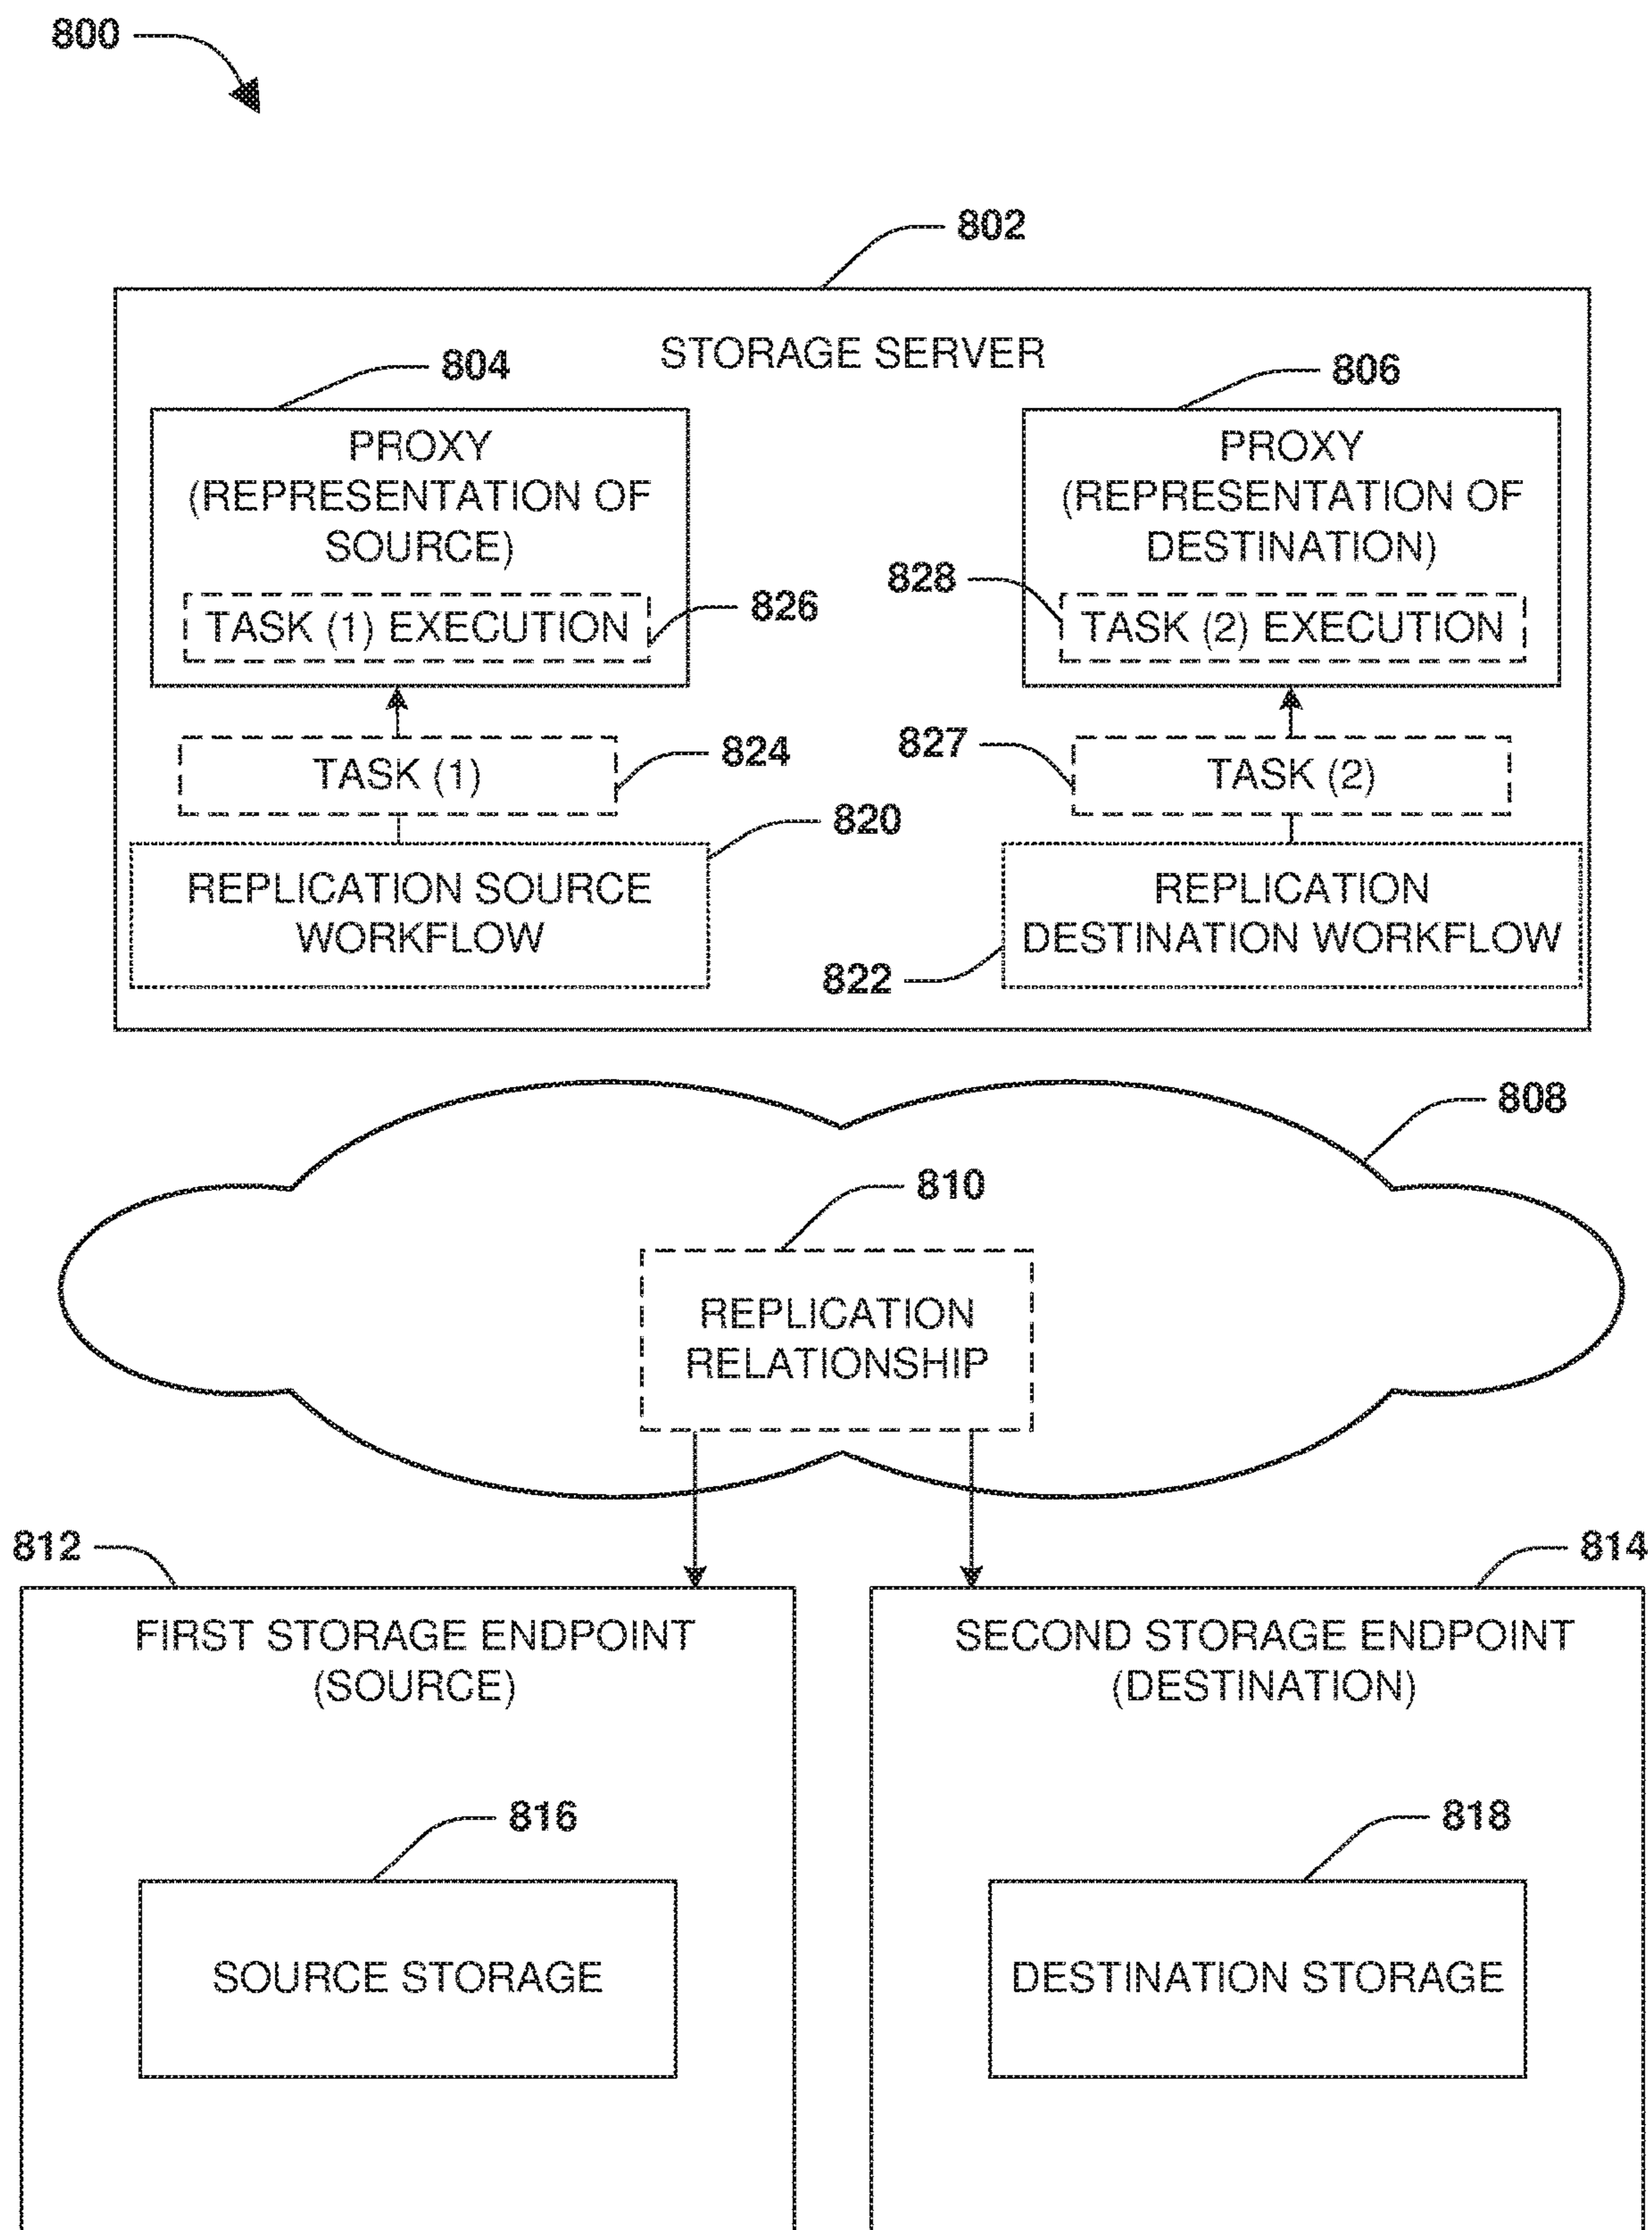 800
802
STORAGE SERVER
804
806
PROXY
(REPRESENTATION OF
SOURCE)
PROXY
(REPRESENTATION OF
DESTINATION)
TASK (1) EXECUTION
826
828
TASK (2) EXECUTION
TASK (1)
824
827
TASK (2)
820
REPLICATION SOURCE
WORKFLOW
REPLICATION
DESTINATION WORKFLOW
822
808
810
REPLICATION
RELATIONSHIP
812
814
FIRST STORAGE ENDPOINT
(SOURCE)
SECOND STORAGE ENDPOINT
(DESTINATION)
816
818
SOURCE STORAGE
DESTINATION STORAGE